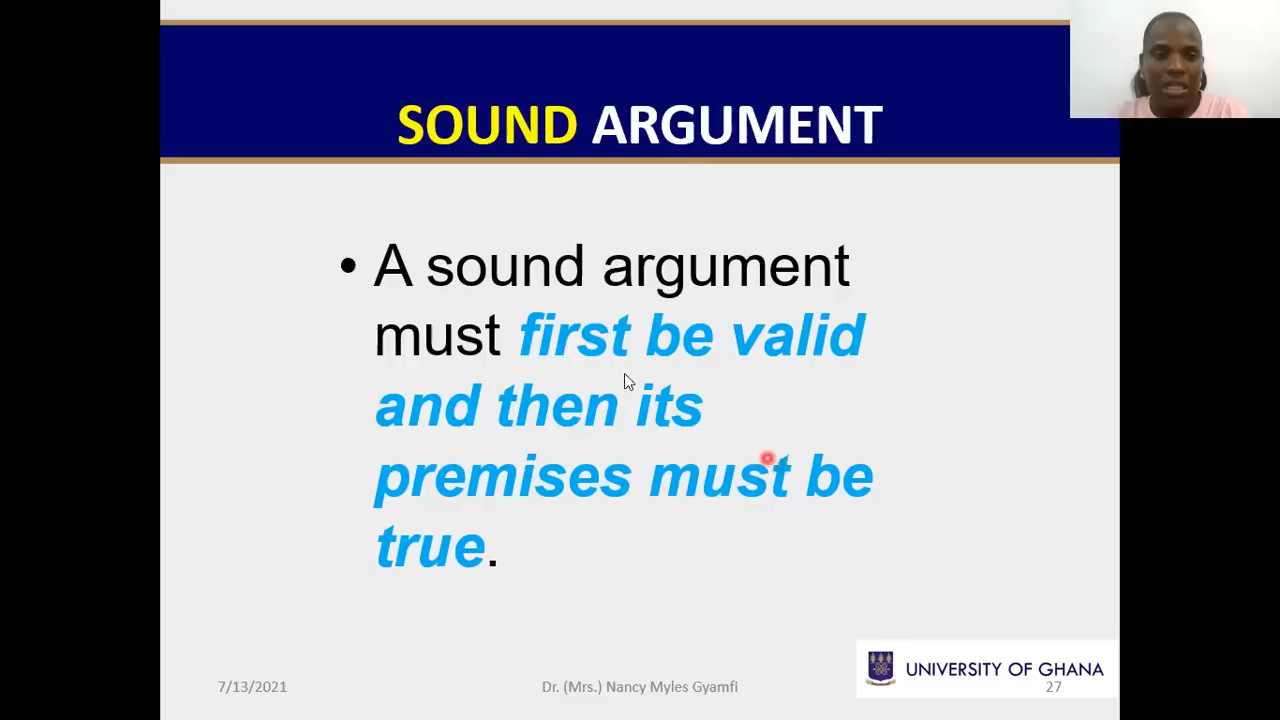 SOUND ARGUMENT
• A sound argument
must first be valid
and then its
premises must be
true.
UNIVERSITY OF GHANA
7/13/2021
Dr. (Mrs.) Nancy Myles Gyamfi
27